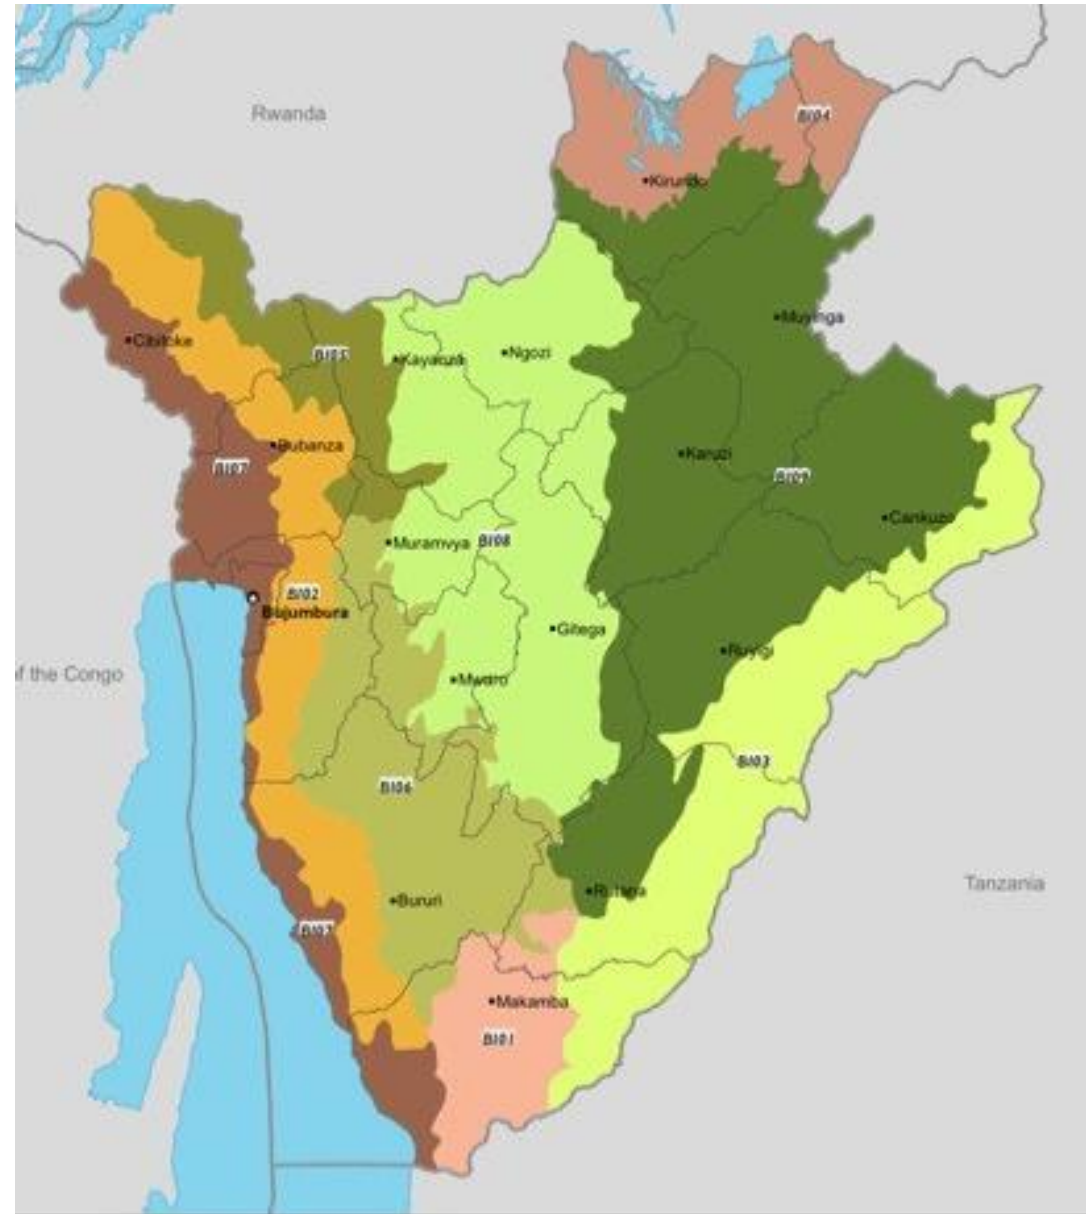 Rwanda
BI04
Kirundo
Muyinga
Cibitoke
BI05
Kayanza
Ngozi
Bubanza
BI07
Karuzi
BI09
Cankuzo
Muramvya
BI08
BI02
Bujumbura
Gitega
Ruyigi
of the Congo
Mwaro
BI03
BI06
Tanzania
Rutana
Bururi
BI07
Makamba
BI01